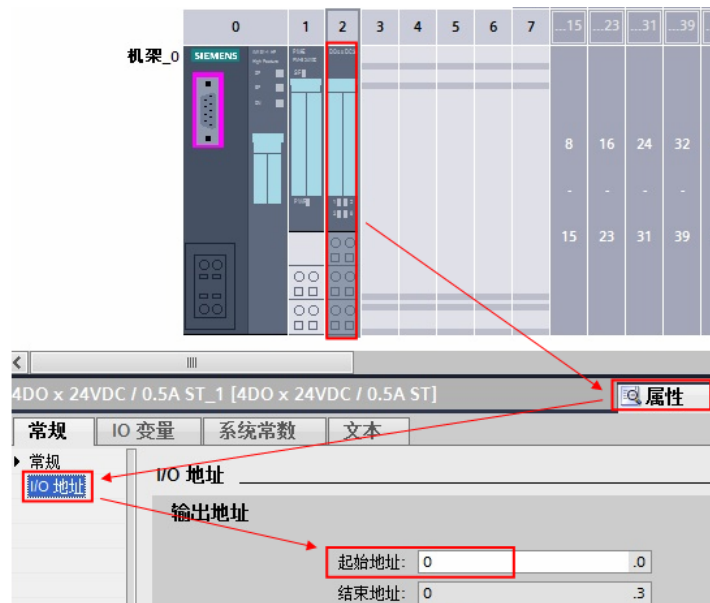 0 1 2 3 4 5 6 7 ...15 ...23 ...31 ...39
机架_0
SIEMENS
8 16 24 32
- - - -
15 23 31 39
4DO x 24VDC / 0.5A ST_1 [4DO x 24VDC / 0.5A ST]
属性
常规 IO 变量 系统常数 文本
常规
I/O 地址
I/O 地址
输出地址
起始地址: 0 .0
结束地址: 0 .3